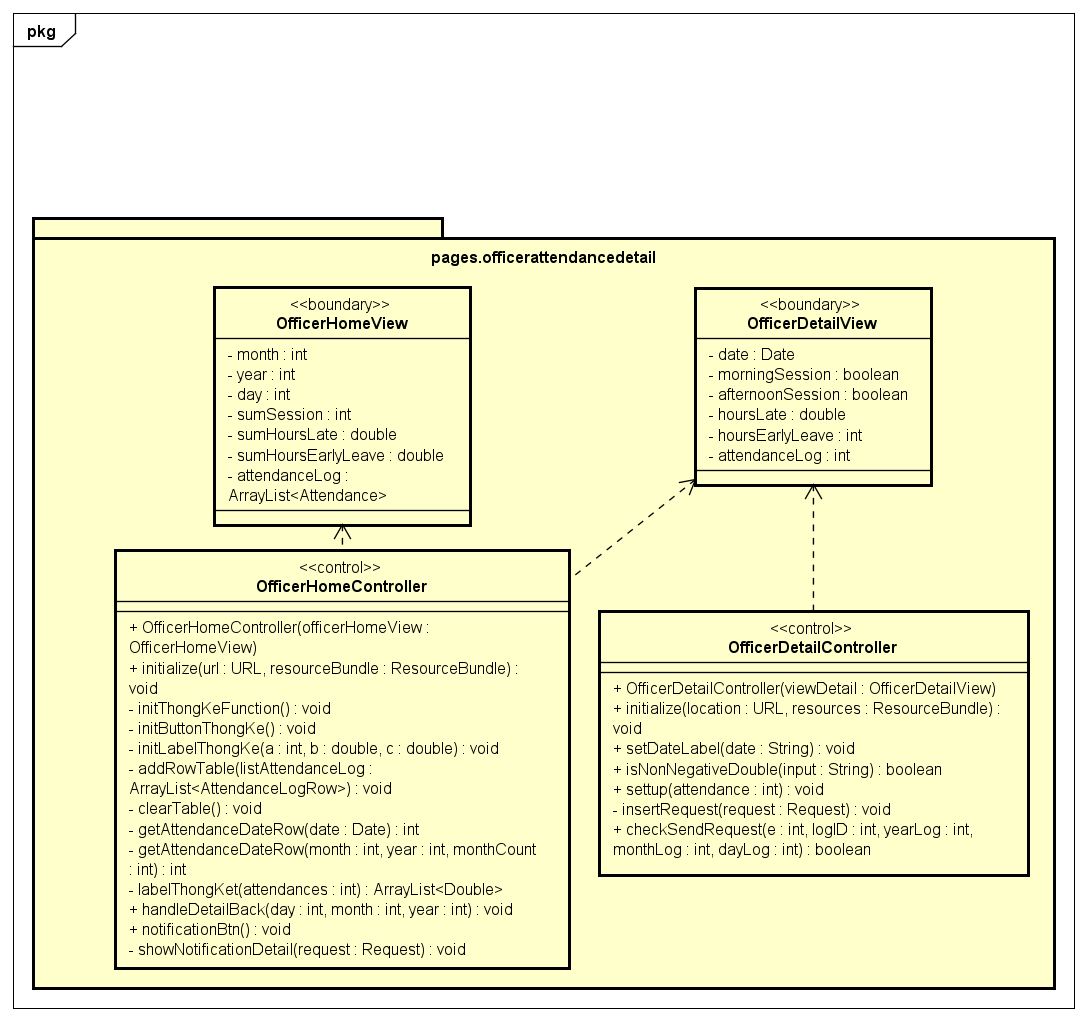 pkg
pages.officerattendancedetail
<<boundary>>
OfficerHomeView
- month : int
- year : int
- day : int
- sumSession : int
- sumHoursLate : double
- sumHoursEarlyLeave : double
- attendanceLog :
ArrayList<Attendance>
<<boundary>>
OfficerDetailView
- date : Date
- morningSession : boolean
- afternoonSession : boolean
- hoursLate : double
- hoursEarlyLeave : int
- attendanceLog : int
<<control>>
OfficerHomeController
+ OfficerHomeController(officerHomeView :
OfficerHomeView)
+ initialize(url : URL, resourceBundle : ResourceBundle) :
void
- initThongKeFunction() : void
- initButtonThongKe() : void
- initLabelThongKe(a : int, b : double, c : double) : void
- addRowTable(listAttendanceLog :
ArrayList<AttendanceLogRow>) : void
- clearTable() : void
- getAttendanceDateRow(date : Date) : int
- getAttendanceDateRow(month : int, year : int, monthCount
: int) : int
- labelThongKet(attendances : int) : ArrayList<Double>
+ handleDetailBack(day : int, month : int, year : int) : void
+ notificationBtn() : void
- showNotificationDetail(request : Request) : void
<<control>>
OfficerDetailController
+ OfficerDetailController(viewDetail : OfficerDetailView)
+ initialize(location : URL, resources : ResourceBundle) :
void
+ setDateLabel(date : String) : void
+ isNonNegativeDouble(input : String) : boolean
+ settup(attendance : int) : void
- insertRequest(request : Request) : void
+ checkSendRequest(e : int, logID : int, yearLog : int,
monthLog : int, dayLog : int) : boolean